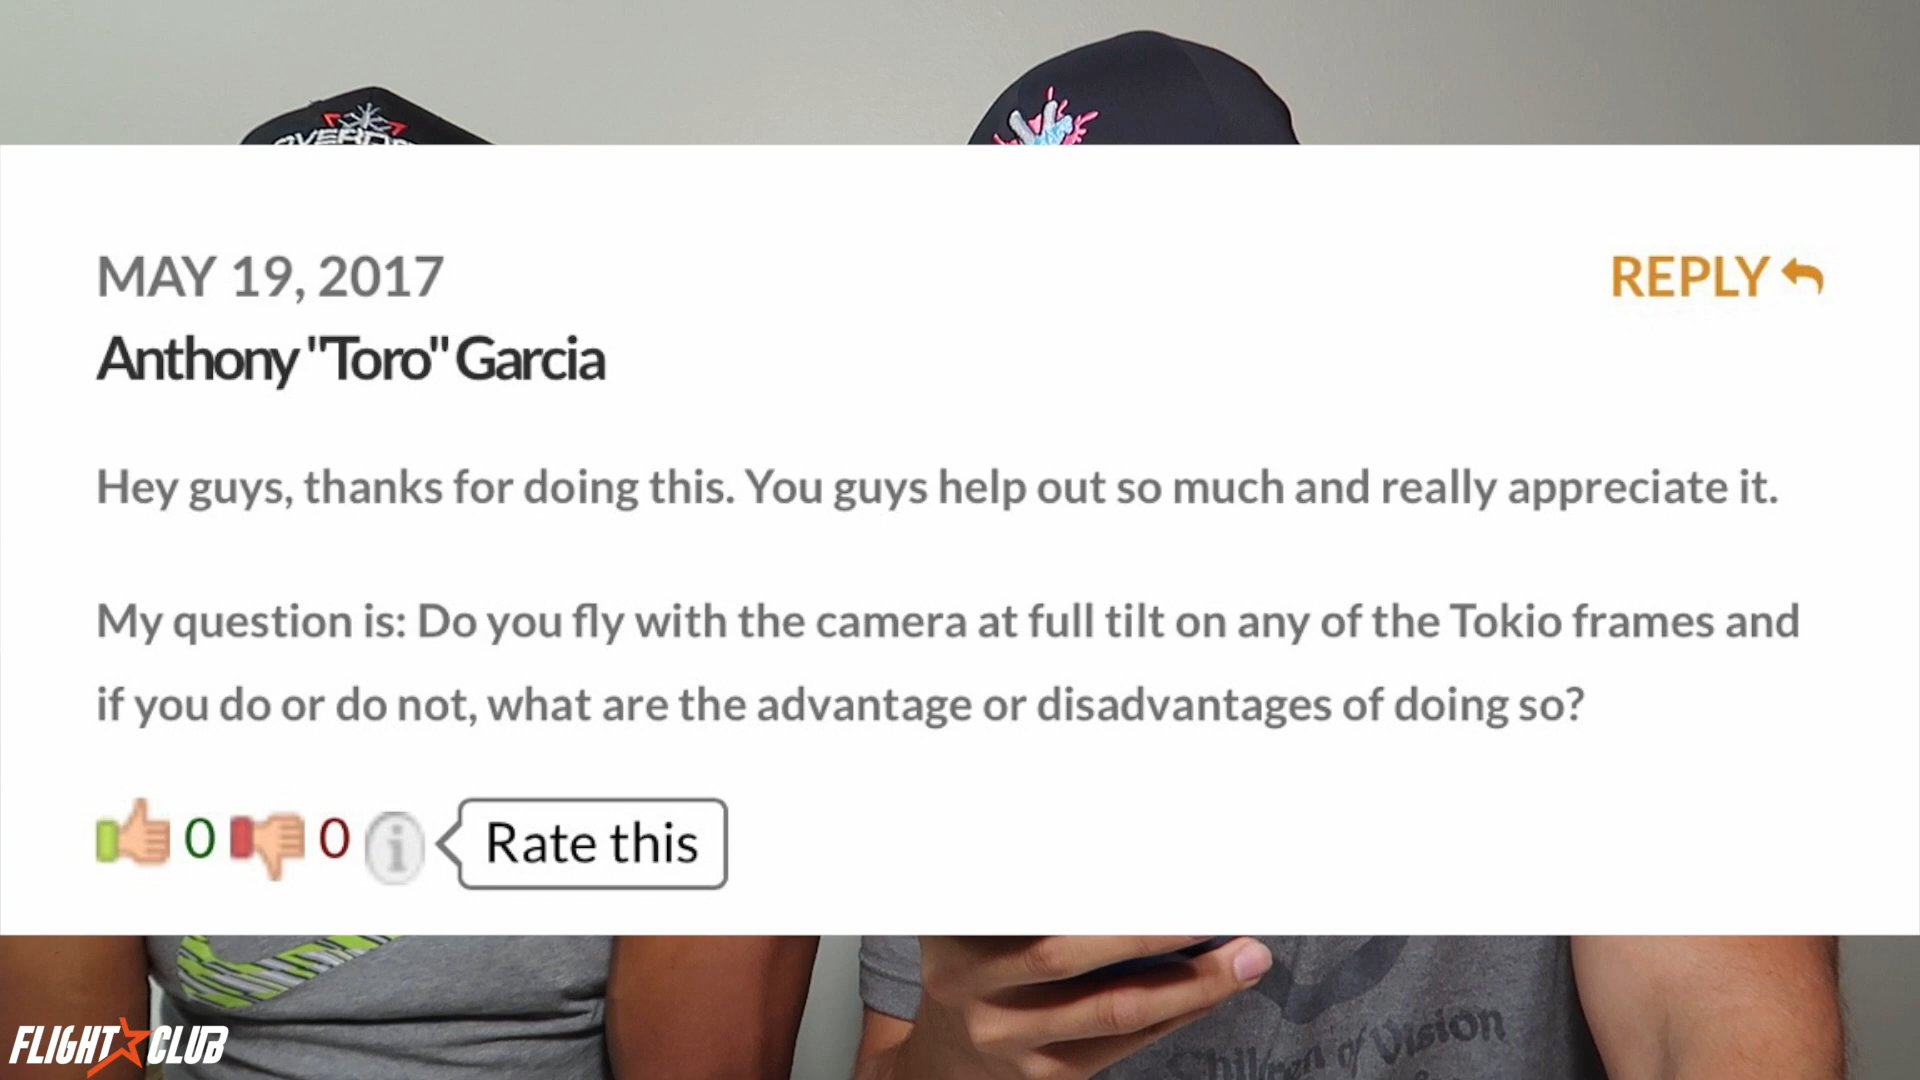 MAY 19, 2017
REPLY
Anthony "Toro" Garcia
Hey guys, thanks for doing this. You guys help out so much and really appreciate it.
My question is: Do you fly with the camera at full tilt on any of the Tokio frames and
if you do or do not, what are the advantage or disadvantages of doing so?
0 0 i Rate this
Children of Vision
FLIGHT CLUB